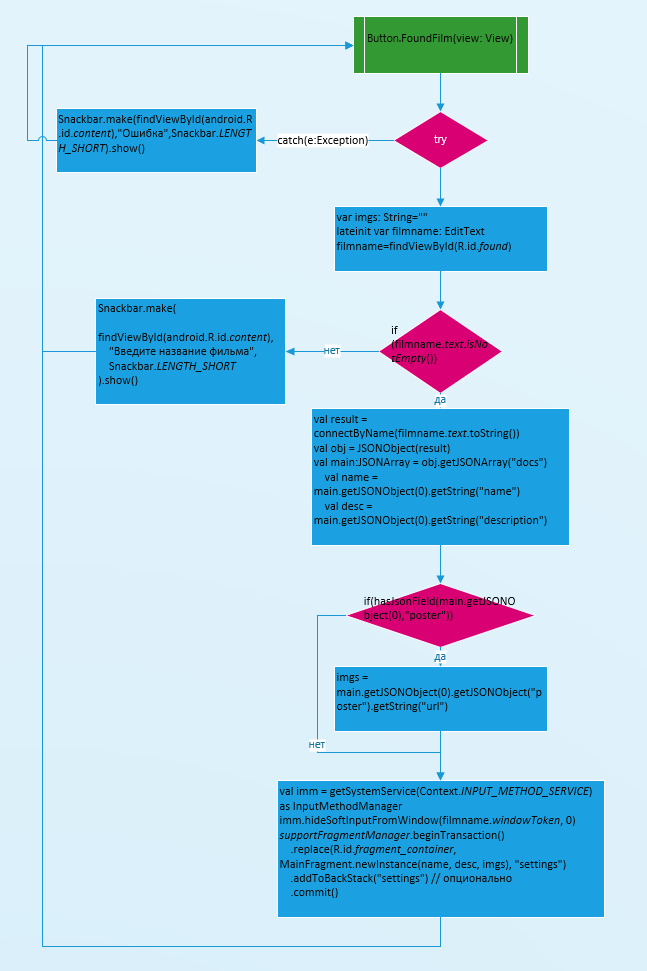 Button.FoundFilm(view: View)
Snackbar.make(findViewById(android.R
.id.content),"Ошибка",Snackbar.LENGT
H_SHORT).show()
catch(e:Exception)
try
var imgs: String=""
lateinit var filmname: EditText
filmname=findViewById(R.id.found)
Snackbar.make(
findViewById(android.R.id.content),
"Введите название фильма",
Snackbar.LENGTH_SHORT
).show()
нет
if
(filmname.text.isNo
tEmpty())
да
val result =
connectByName(filmname.text.toString())
val obj = JSONObject(result)
val main:JSONArray = obj.getJSONArray("docs")
val name =
main.getJSONObject(0).getString("name")
val desc =
main.getJSONObject(0).getString("description")
if(hasJsonField(main.getJSONO
bject(0),"poster"))
да
imgs =
main.getJSONObject(0).getJSONObject("p
oster").getString("url")
нет
val imm = getSystemService(Context.INPUT_METHOD_SERVICE)
as InputMethodManager
imm.hideSoftInputFromWindow(filmname.windowToken, 0)
supportFragmentManager.beginTransaction()
.replace(R.id.fragment_container,
MainFragment.newInstance(name, desc, imgs), "settings")
.addToBackStack("settings") // опционально
.commit()